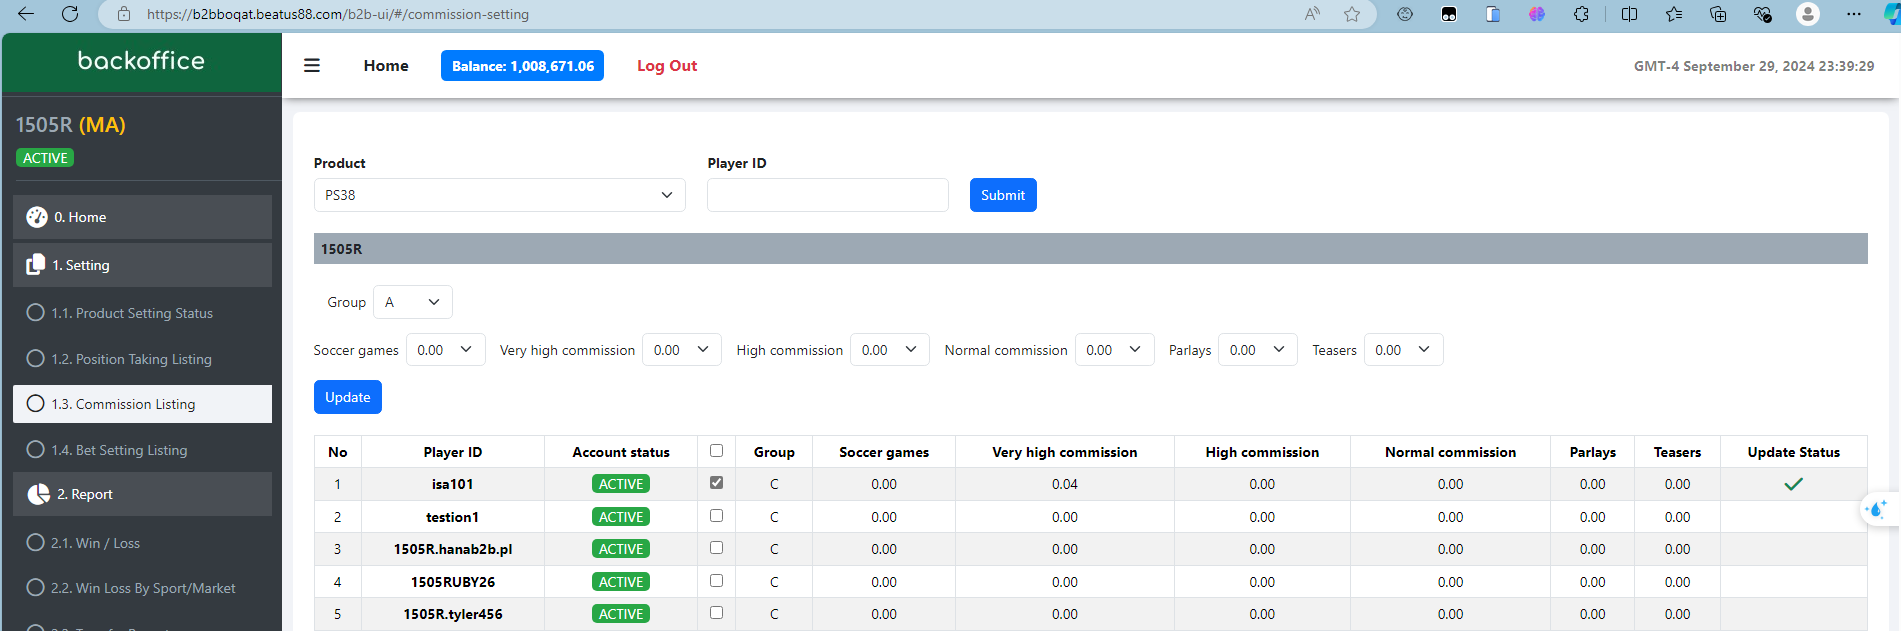 https://b2bboqat.beatus88.com/b2b-ui/#/commission-setting
backoffice
Home
Balance: 1,008,671.06
Log Out
GMT-4 September 29, 2024 23:39:29
1505R (MA)
ACTIVE
0. Home
1. Setting
1.1. Product Setting Status
1.2. Position Taking Listing
1.3. Commission Listing
1.4. Bet Setting Listing
2. Report
2.1. Win / Loss
2.2. Win Loss By Sport/Market
Product
Player ID
PS38
Submit
1505R
Group A
Soccer games 0.00 Very high commission 0.00 High commission 0.00 Normal commission 0.00 Parlays 0.00 Teasers 0.00
Update
No Player ID Account status Group Soccer games Very high commission High commission Normal commission Parlays Teasers Update Status
1 isa101 ACTIVE C 0.00 0.04 0.00 0.00 0.00 0.00
2 testion1 ACTIVE C 0.00 0.00 0.00 0.00 0.00 0.00
3 1505R.hanab2b.pl ACTIVE C 0.00 0.00 0.00 0.00 0.00 0.00
4 1505RUBY26 ACTIVE C 0.00 0.00 0.00 0.00 0.00 0.00
5 1505R.tyler456 ACTIVE C 0.00 0.00 0.00 0.00 0.00 0.00